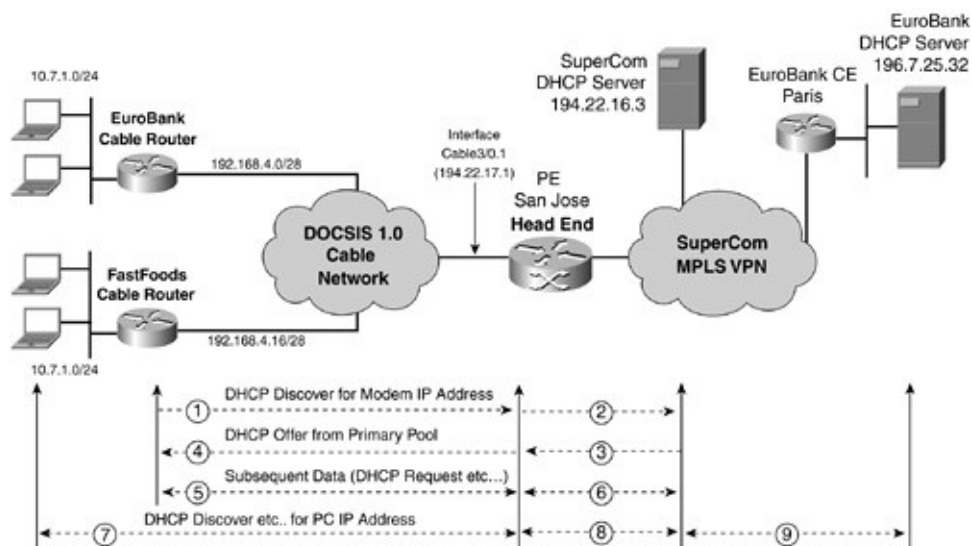 10.7.1.0/24
EuroBank
Cable Router
192.168.4.0/28
FastFoods
Cable Router
192.168.4.16/28
10.7.1.0/24
DOCSIS 1.0
Cable
Network
Interface
Cable3/0.1
(194.22.17.1)
PE
San Jose
Head End
SuperCom
DHCP Server
194.22.16.3
SuperCom
MPLS VPN
EuroBank CE
Paris
EuroBank
DHCP Server
196.7.25.32
DHCP Discover for Modem IP Address
1
2
DHCP Offer from Primary Pool
4
3
Subsequent Data (DHCP Request etc...)
5
6
DHCP Discover etc.. for PC IP Address
7
8
9